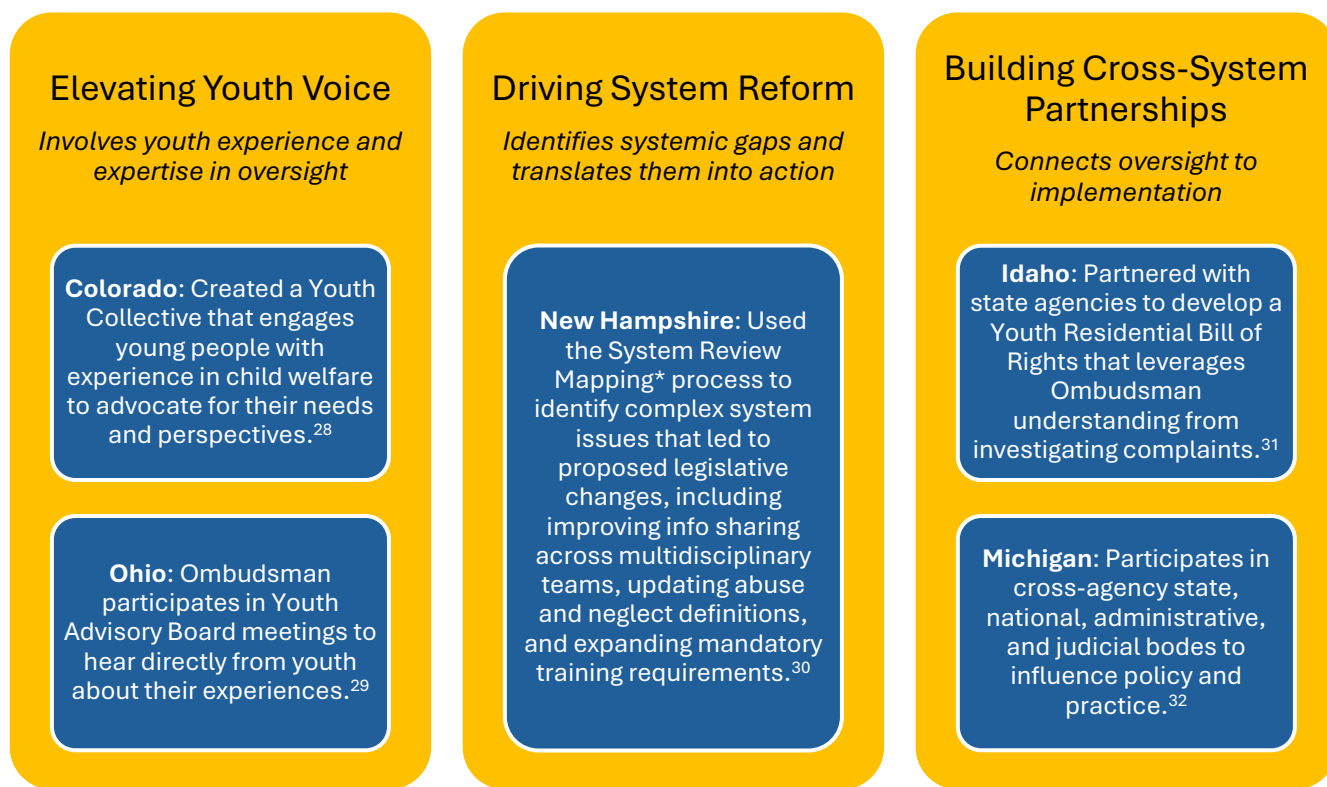 Elevating Youth Voice
Involves youth experience and
expertise in oversight
Colorado: Created a Youth
Collective that engages
young people with
experience in child welfare
to advocate for their needs
and perspectives.28
Ohio: Ombudsman
participates in Youth
Advisory Board meetings to
hear directly from youth
about their experiences.29
Driving System Reform
Identifies systemic gaps and
translates them into action
New Hampshire: Used
the System Review
Mapping* process to
identify complex system
issues that led to
proposed legislative
changes, including
improving info sharing
across multidisciplinary
teams, updating abuse
and neglect definitions,
and expanding mandatory
training requirements.30
Building Cross-System
Partnerships
Connects oversight to
implementation
Idaho: Partnered with
state agencies to develop a
Youth Residential Bill of
Rights that leverages
Ombudsman
understanding from
investigating complaints.31
Michigan: Participates in
cross-agency state,
national, administrative,
and judicial bodies to
influence policy and
practice.32